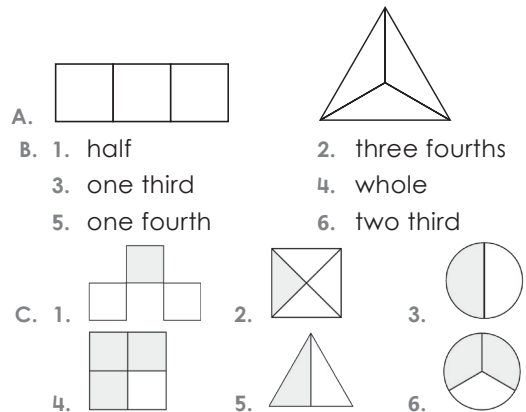 A.
B. 1. half 2. three fourths
3. one third 4. whole
5. one fourth 6. two third
C. 1. 2. 3.
4. 5. 6.